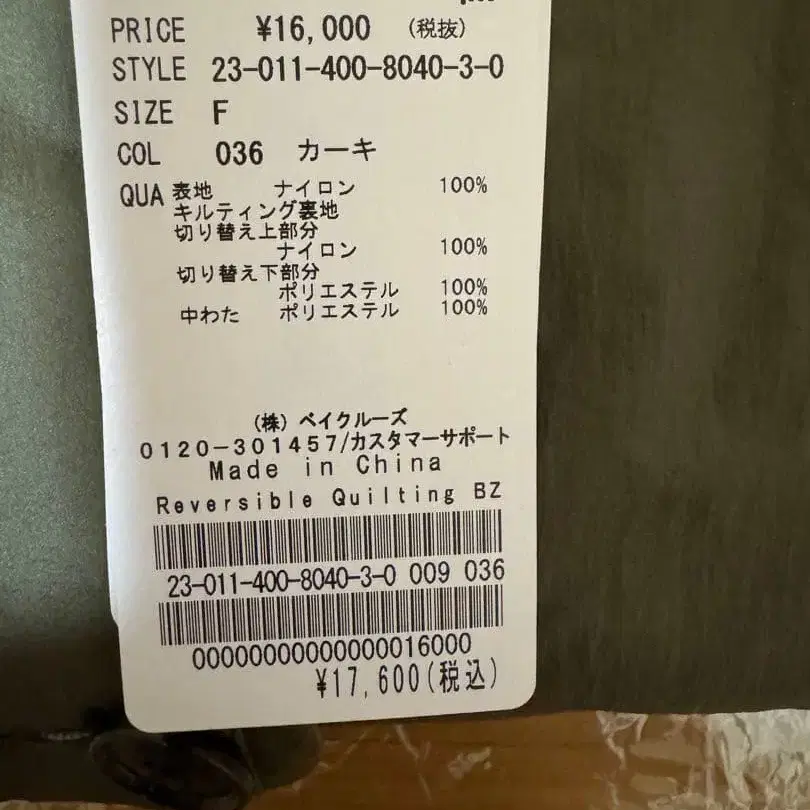 PRICE ¥16,000 (税抜)
STYLE 23-011-400-8040-3-0
SIZE F
COL 036 カーキ
QUA 表地 ナイロン 100%
キルティング裏地
切り替え上部分
ナイロン 100%
切り替え下部分
ポリエステル 100%
中わた ポリエステル 100%
(株) ベイクルーズ
0120-301457/カスタマーサポート
Made in China
Reversible Quilting BZ
23-011-400-8040-3-0 009 036
00000000000000016000
¥17,600(税込)